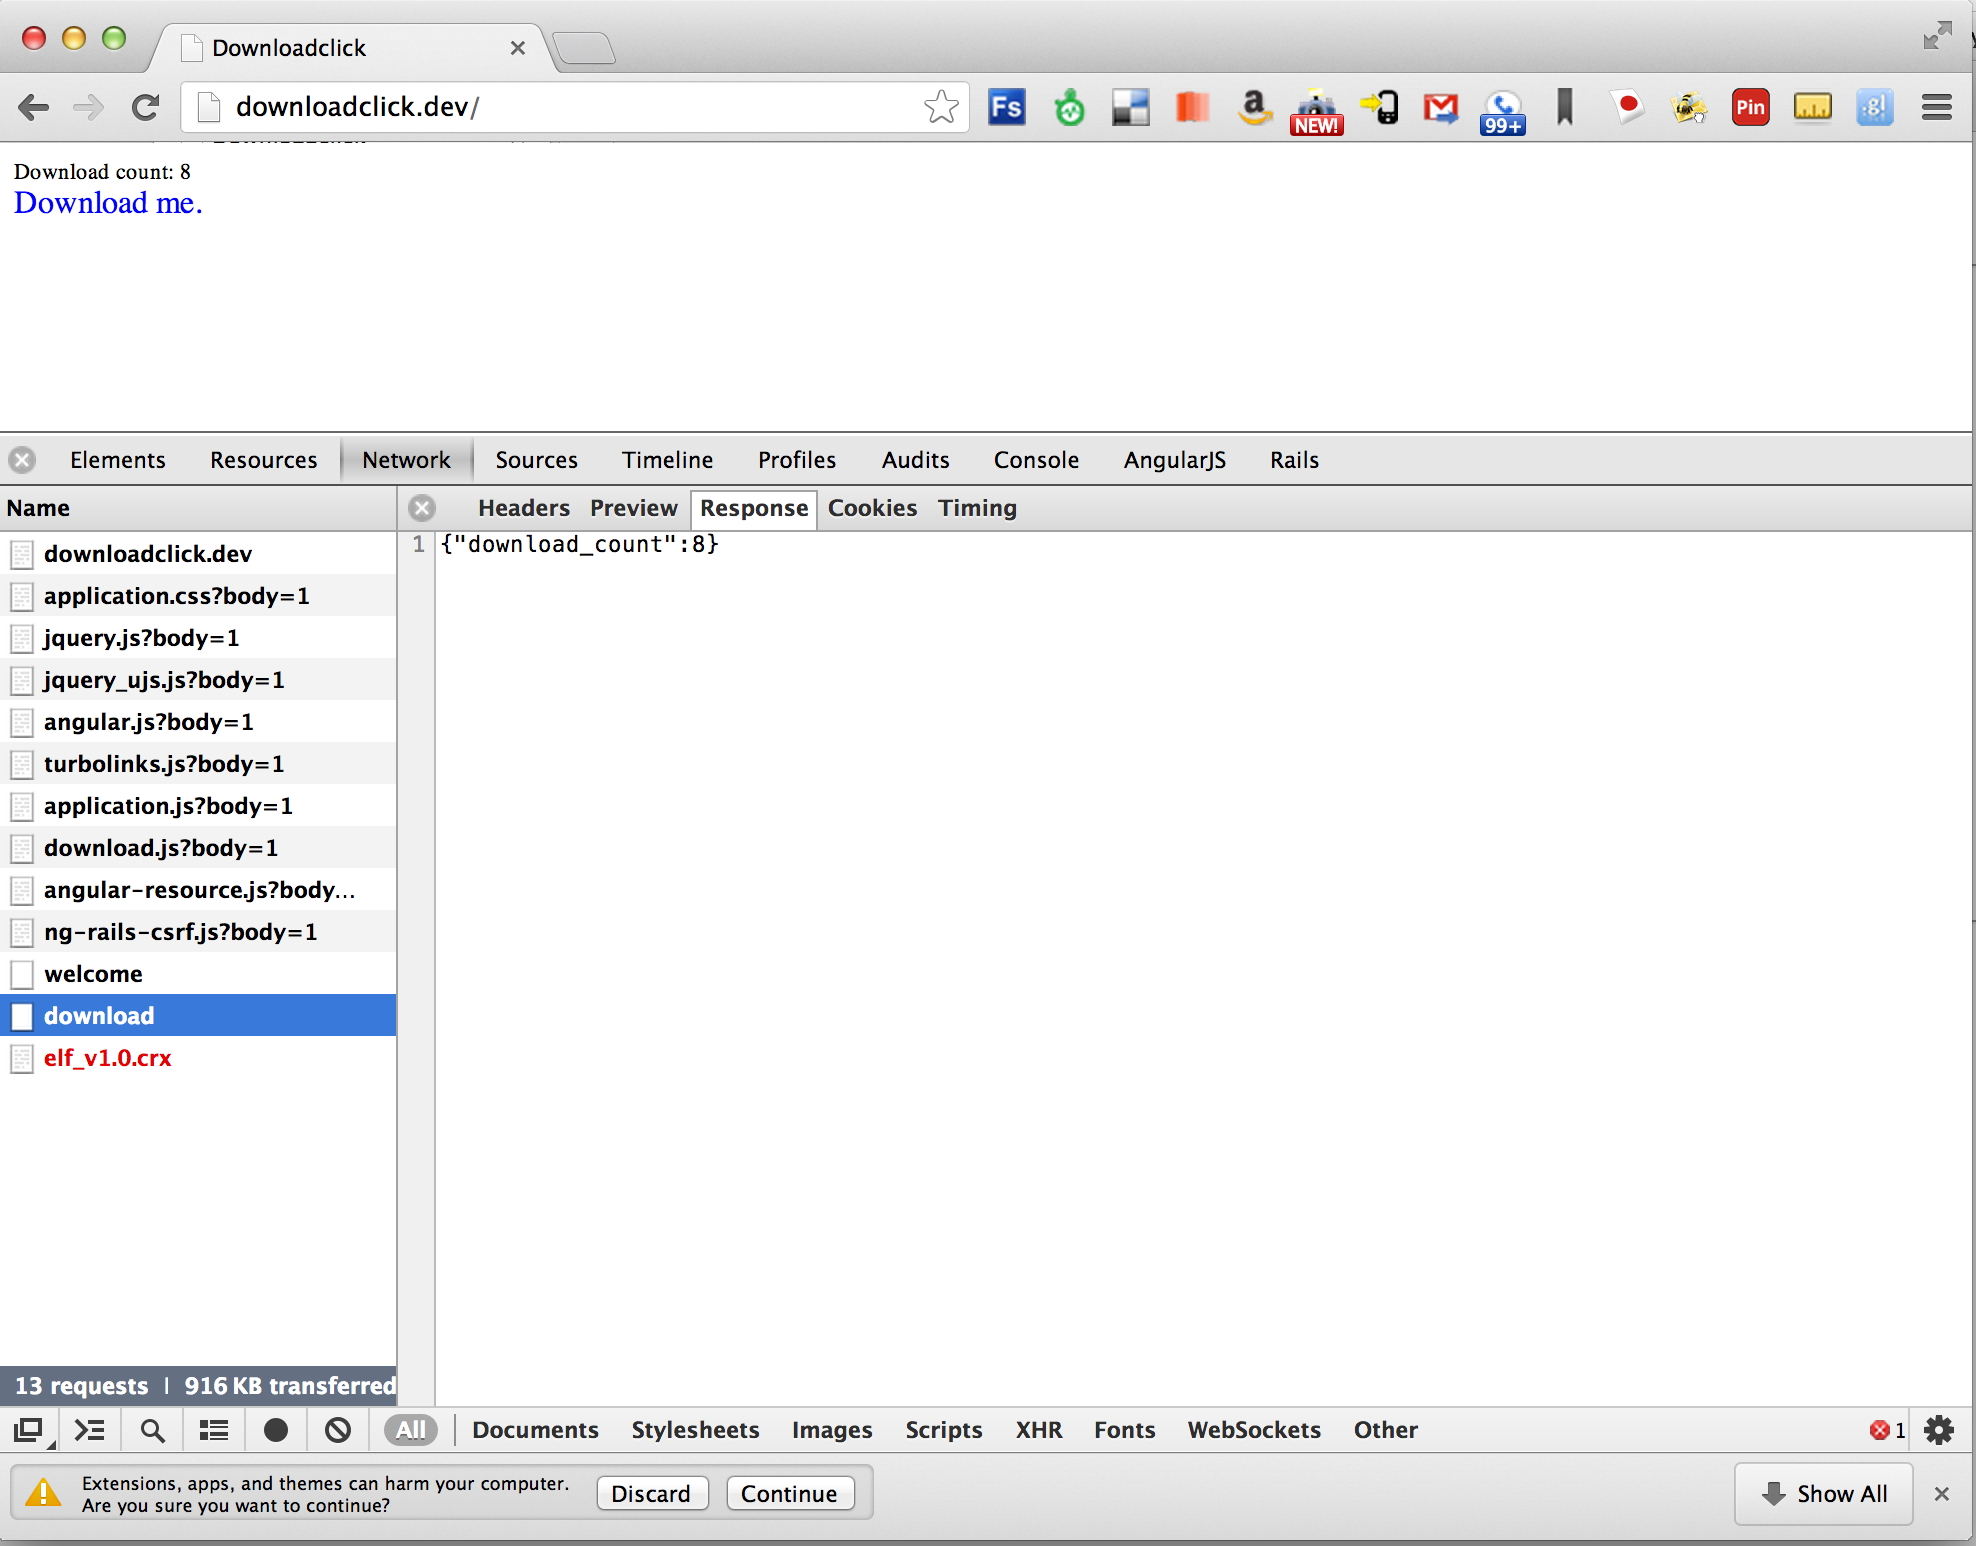 Downloadclick
downloadclick.dev/
Fs
a
NEW!
99+
Pin
.gl
Download count: 8
Download me.
Elements Resources Network Sources Timeline Profiles Audits Console AngularJS Rails
Name
Headers Preview Response Cookies Timing
1 {"download_count":8}
downloadclick.dev
application.css?body=1
jquery.js?body=1
jquery_ujs.js?body=1
angular.js?body=1
turbolinks.js?body=1
application.js?body=1
download.js?body=1
angular-resource.js?body...
ng-rails-csrf.js?body=1
welcome
download
elf_v1.0.crx
13 requests | 916 KB transferred
All Documents Stylesheets Images Scripts XHR Fonts WebSockets Other 1
Extensions, apps, and themes can harm your computer.
Are you sure you want to continue?
Discard Continue Show All